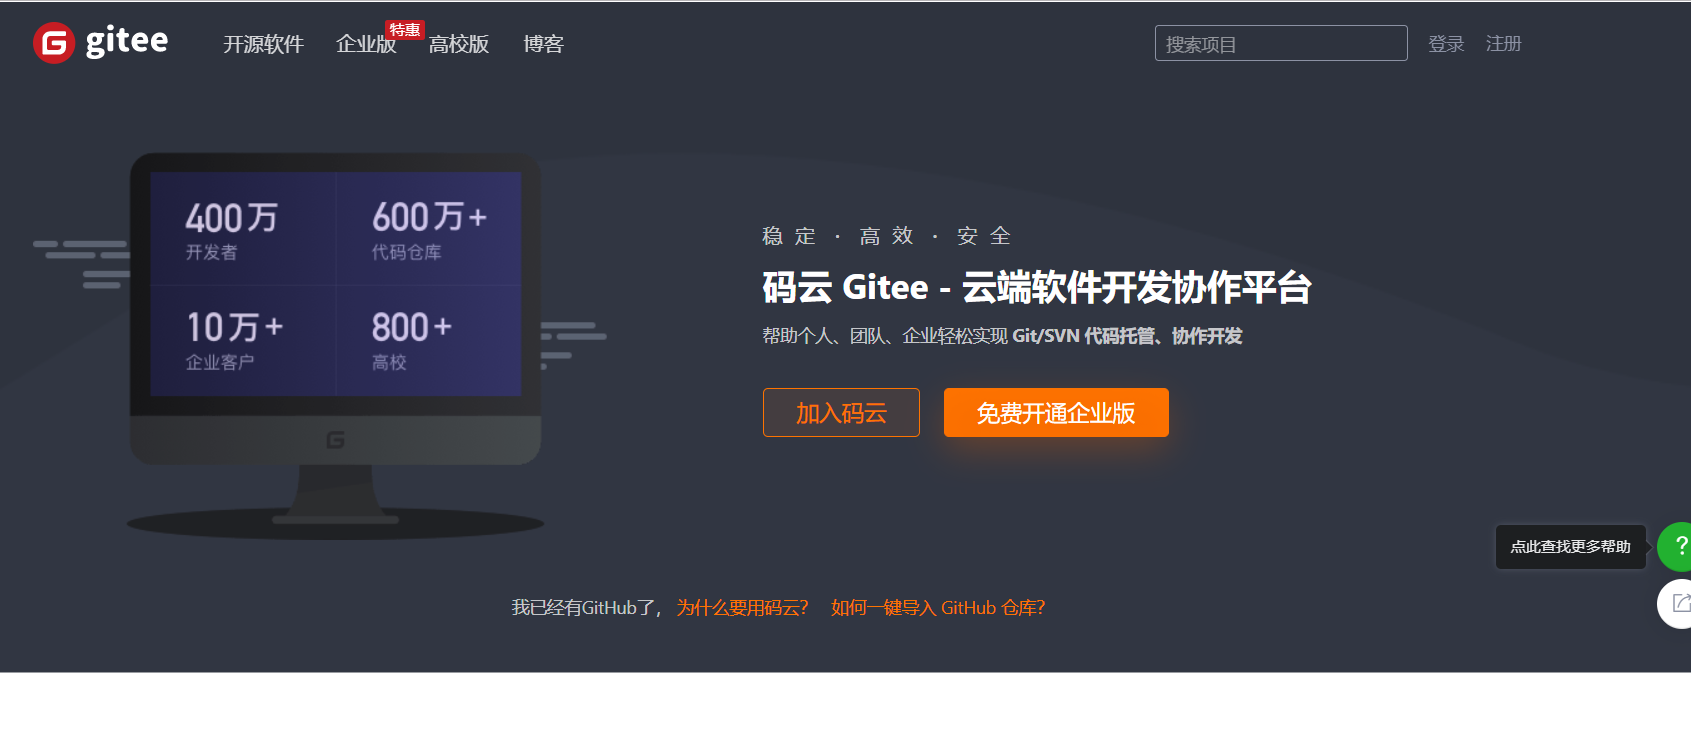 gitee
开源软件 企业版 特惠 高校版 博客
搜索项目 登录 注册
400万
开发者
600万+
代码仓库
10万+
企业客户
800+
高校
稳定 · 高效 · 安全
码云 Gitee - 云端软件开发协作平台
帮助个人、团队、企业轻松实现 Git/SVN 代码托管、协作开发
加入码云 免费开通企业版
点此查找更多帮助 ?
我已经有GitHub了， 为什么要用码云? 如何一键导入 GitHub 仓库?